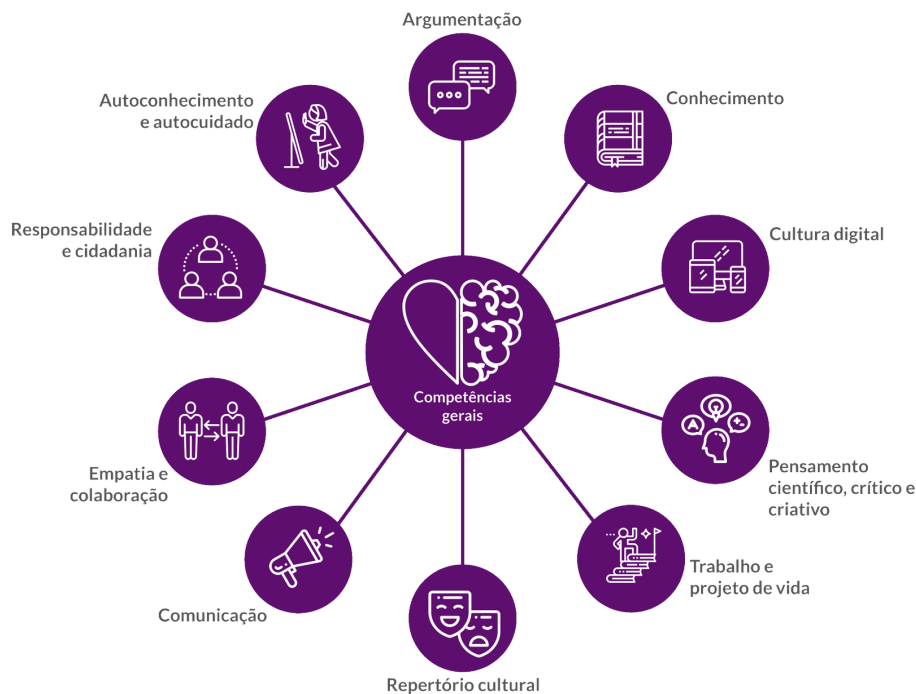 Argumentação
Conhecimento
Cultura digital
Pensamento
científico, crítico e
criativo
Trabalho e
projeto de vida
Repertório cultural
Comunicação
Empatia e
colaboração
Responsabilidade
e cidadania
Autoconhecimento
e autocuidado
Competências
gerais
A